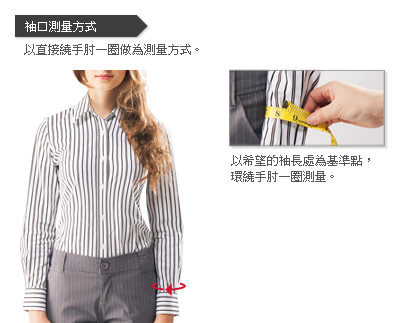 袖口測量方式
以直接繞手肘一圈做為測量方式。
8 9
以希望的袖長處為基準點，
環繞手肘一圈測量。